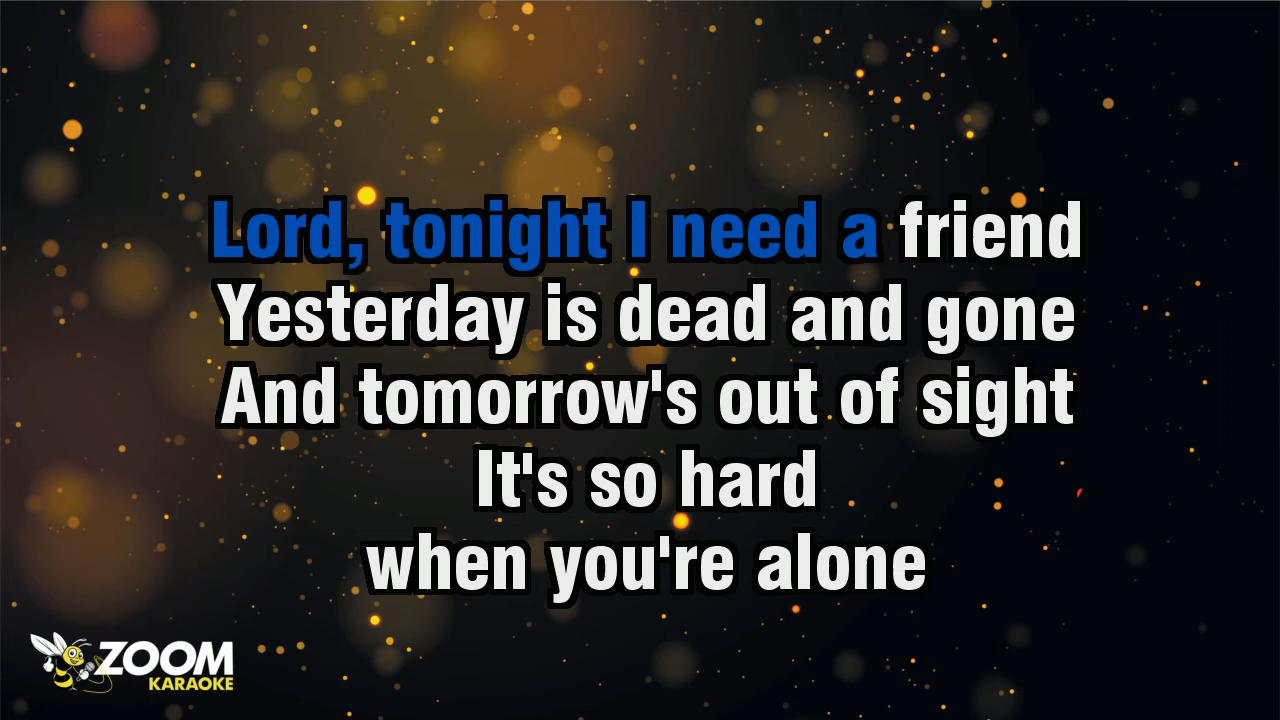 Lord, tonight I need a friend
Yesterday is dead and gone
And tomorrow's out of sight
It's so hard
when you're alone
ZOOM
KARAOKE